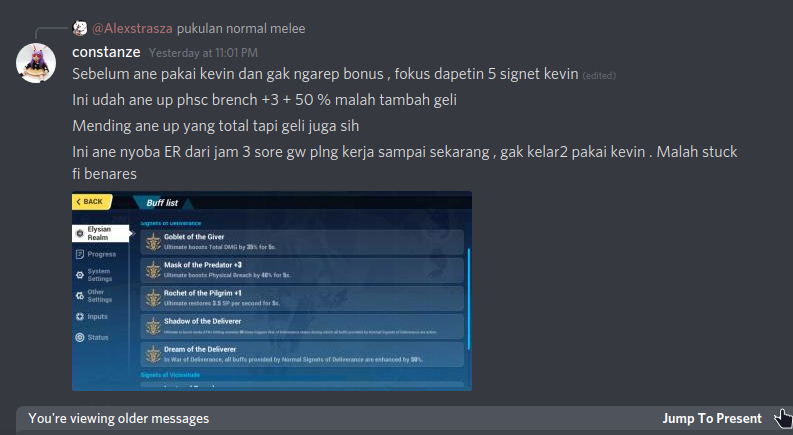 @Alexstrasza pukulan normal melee
constanze Yesterday at 11:01 PM
Sebelum ane pakai kevin dan gak ngarep bonus , fokus dapetin 5 signet kevin (edited)
Ini udah ane up phsc brench +3 + 50 % malah tambah geli
Mending ane up yang total tapi geli juga sih
Ini ane nyoba ER dari jam 3 sore gw plng kerja sampai sekarang , gak kelar2 pakai kevin . Malah stuck
fi benares
BACK
Buff list
Elysian
Realm
Progress
System
Settings
Other
Settings
Inputs
Status
Signets of Deliverance
Goblet of the Giver
Ultimate boosts Total DMG by 35% for 5s.
Mask of the Predator +3
Ultimate boosts Physical Breach by 40% for 5s.
Rochet of the Pilgrim +1
Ultimate restores 3.5 SP per second for 5s.
Shadow of the Deliverer
Dream of the Deliverer
In War of Deliverance, all buffs provided by Normal Signets of Deliverance are enhanced by 50%.
Signets of Vicissitude
You're viewing older messages
Jump To Present